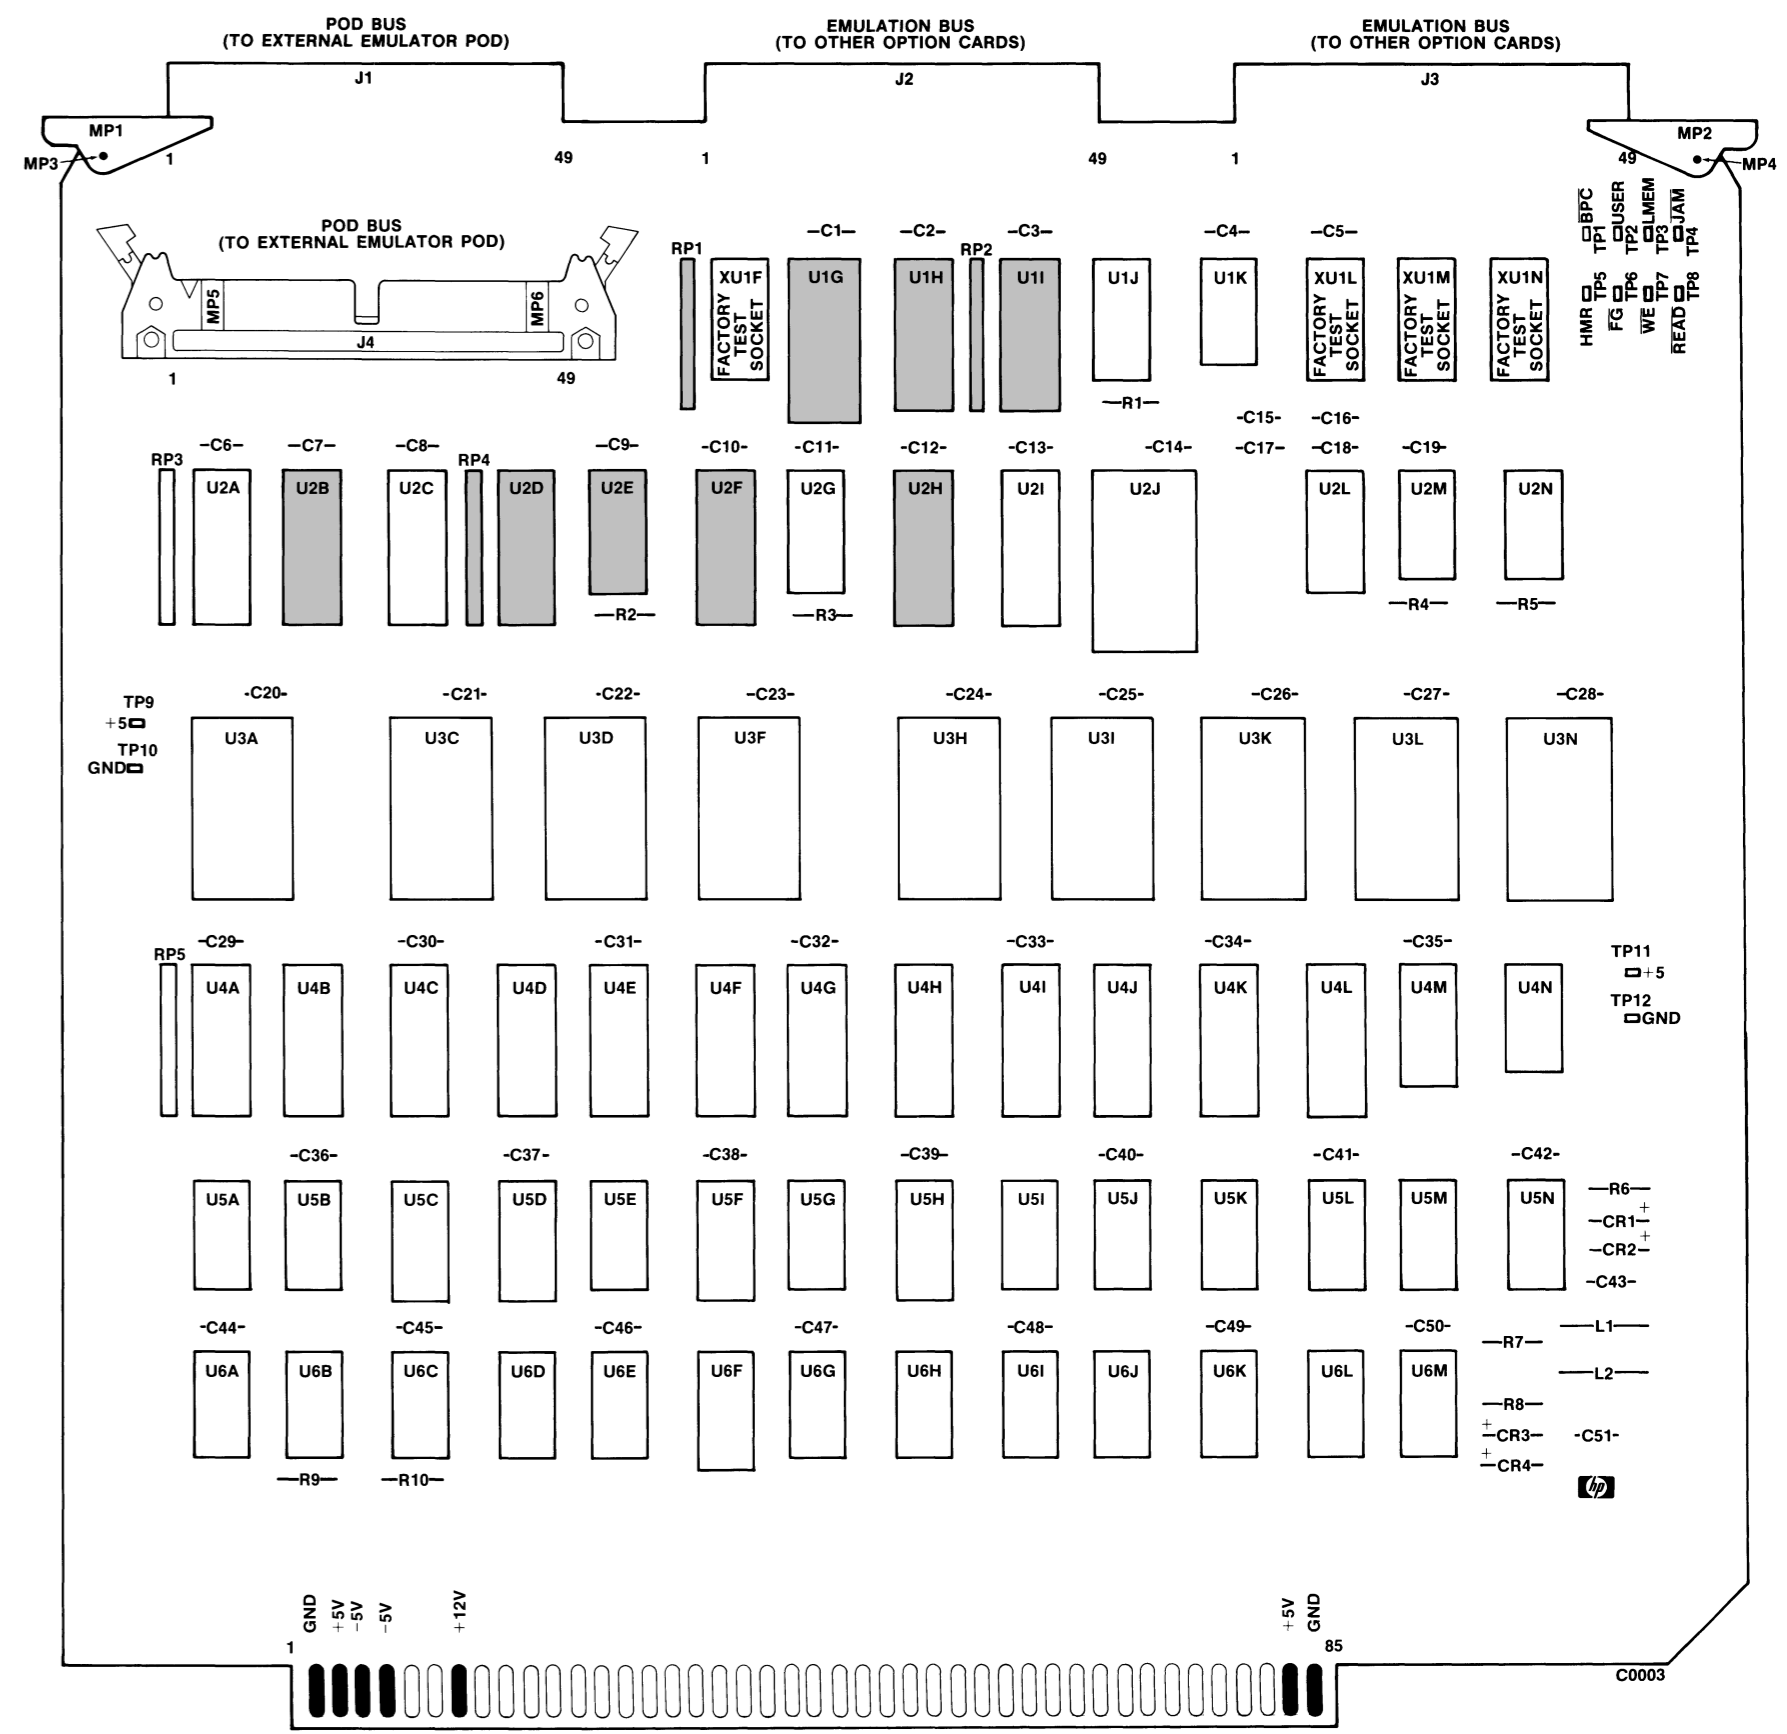 POD BUS
(TO EXTERNAL EMULATOR POD)
EMULATION BUS
(TO OTHER OPTION CARDS)
EMULATION BUS
(TO OTHER OPTION CARDS)
J1
J2
J3
MP1
MP2
MP3
MP4
1
49
1
49
1
49
BPC
TP1
USER
TP2
LMEM
TP3
JAM
TP4
HMR
TP5
FG
TP6
WE
TP7
READ
TP8
POD BUS
(TO EXTERNAL EMULATOR POD)
MP5
MP6
J4
1
49
-C1-
-C2-
-C3-
-C4-
-C5-
RP1
RP2
XU1F
FACTORY
TEST
SOCKET
U1G
U1H
U1I
U1J
U1K
XU1L
FACTORY
TEST
SOCKET
XU1M
FACTORY
TEST
SOCKET
XU1N
FACTORY
TEST
SOCKET
-R1-
-C15-
-C16-
-C6-
-C7-
-C8-
-C9-
-C10-
-C11-
-C12-
-C13-
-C14-
-C17-
-C18-
-C19-
RP3
RP4
U2A
U2B
U2C
U2D
U2E
U2F
U2G
U2H
U2I
U2J
U2L
U2M
U2N
-R2-
-R3-
-R4-
-R5-
-C20-
-C21-
-C22-
-C23-
-C24-
-C25-
-C26-
-C27-
-C28-
TP9
+5
TP10
GND
U3A
U3C
U3D
U3F
U3H
U3I
U3K
U3L
U3N
-C29-
-C30-
-C31-
-C32-
-C33-
-C34-
-C35-
RP5
TP11
+5
TP12
GND
U4A
U4B
U4C
U4D
U4E
U4F
U4G
U4H
U4I
U4J
U4K
U4L
U4M
U4N
-C36-
-C37-
-C38-
-C39-
-C40-
-C41-
-C42-
U5A
U5B
U5C
U5D
U5E
U5F
U5G
U5H
U5I
U5J
U5K
U5L
U5M
U5N
-R6-
+
-CR1-
+
-CR2-
-C43-
-C44-
-C45-
-C46-
-C47-
-C48-
-C49-
-C50-
-L1-
-R7-
U6A
U6B
U6C
U6D
U6E
U6F
U6G
U6H
U6I
U6J
U6K
U6L
U6M
-L2-
-R8-
+
-CR3-
-C51-
+
-CR4-
-R9-
-R10-
hp
GND
+5V
-5V
-5V
+12V
+5V
GND
1
85
C0003